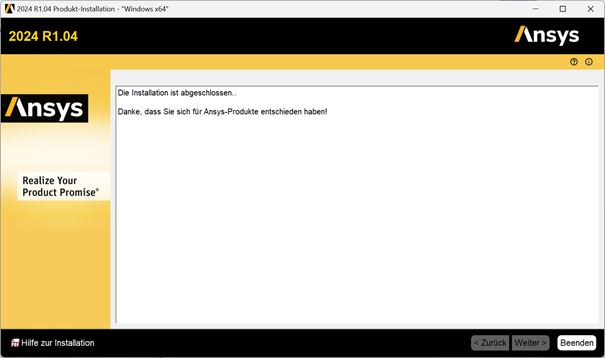 2024 R1.04 Produkt-Installation - "Windows x64"
2024 R1.04
Ansys
Die Installation ist abgeschlossen..
Danke, dass Sie sich für Ansys-Produkte entschieden haben!
Ansys
Realize Your
Product Promise®
Hilfe zur Installation
< Zurück
Weiter >
Beenden